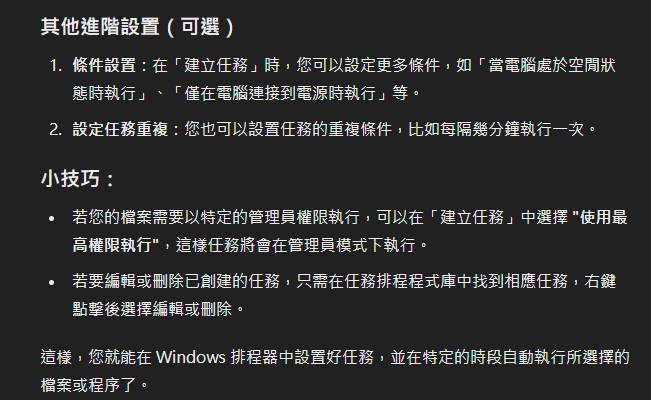 其他進階設置（可選）
1. 條件設置：在「建立任務」時，您可以設定更多條件，如「當電腦處於空閒狀
態時執行」、「僅在電腦連接到電源時執行」等。
2. 設定任務重複：您也可以設置任務的重複條件，比如每隔幾分鐘執行一次。
小技巧：
• 若您的檔案需要以特定的管理員權限執行，可以在「建立任務」中選擇 "使用最
高權限執行"，這樣任務將會在管理員模式下執行。
• 若要編輯或刪除已創建的任務，只需在任務排程程式庫中找到相應任務，右鍵
點擊後選擇編輯或刪除。
這樣，您就能在 Windows 排程器中設置好任務，並在特定的時段自動執行所選擇的
檔案或程序了。